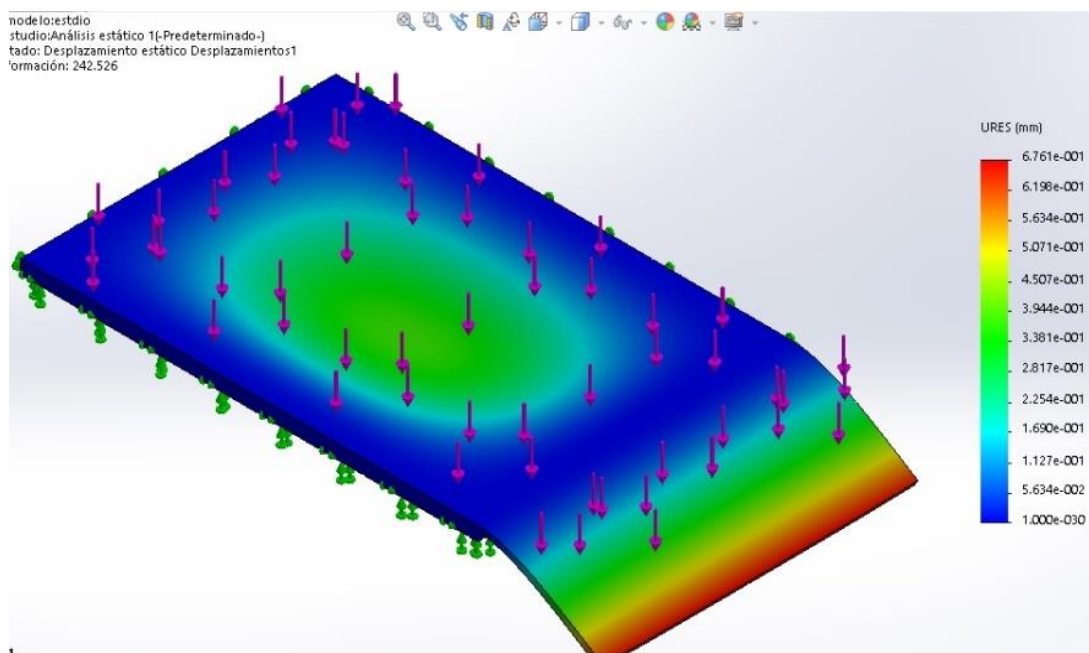 modelo:estdio
studio:Análisis estático 1(-Predeterminado-)
tado: Desplazamiento estático Desplazamientos1
formación: 242.526
URES (mm)
6.761e-001
6.198e-001
5.634e-001
5.071e-001
4.507e-001
3.944e-001
3.381e-001
2.817e-001
2.254e-001
1.690e-001
1.127e-001
5.634e-002
1.000e-030